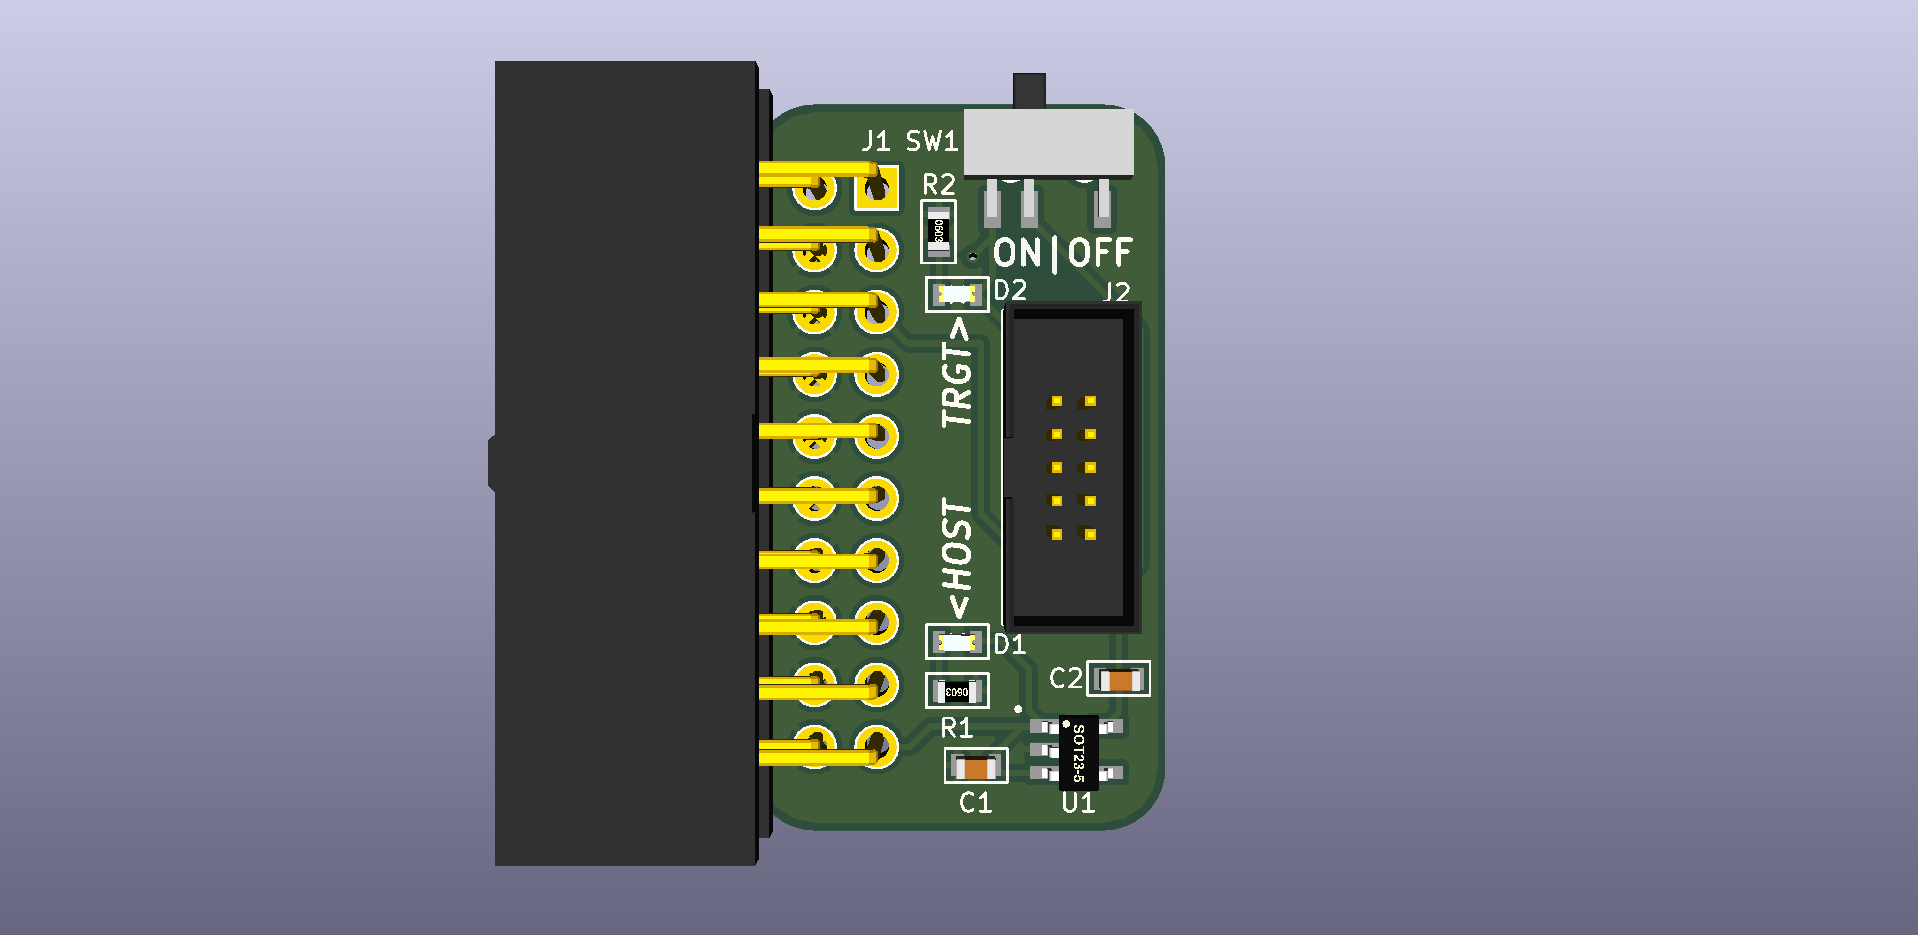 J1 SW1
R2
0603
ON|OFF
D2
J2
TRGT>
<HOST
D1
C2
0603
R1
SOT23-5
C1
U1